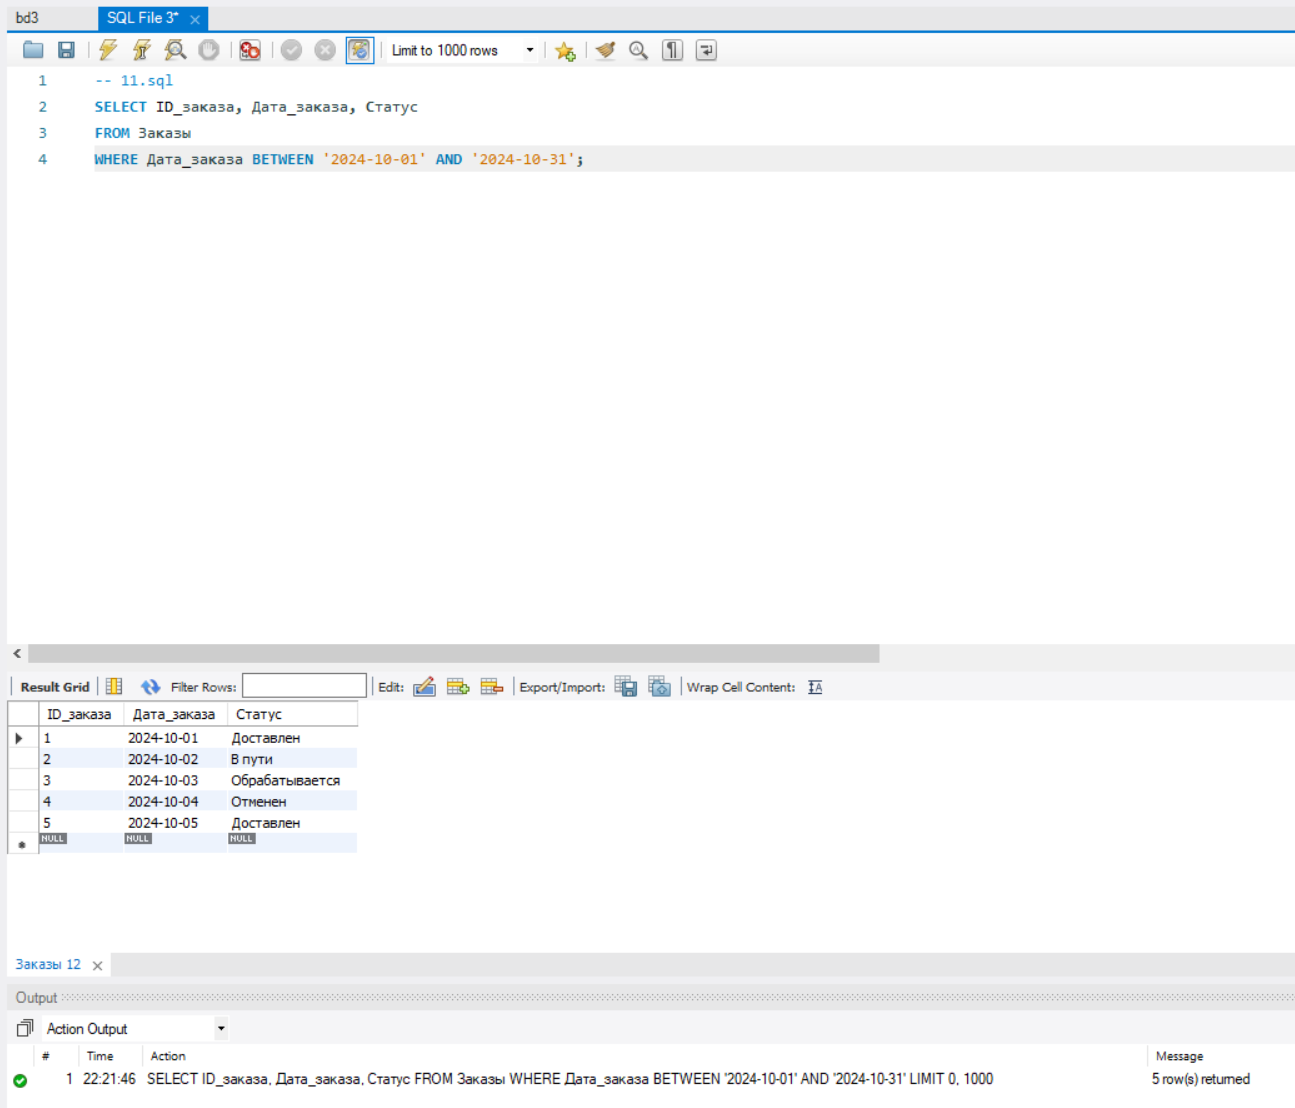 bd3 SQL File 3*
Limit to 1000 rows
1 -- 11.sql
2 SELECT ID_заказа, Дата_заказа, Статус
3 FROM Заказы
4 WHERE Дата_заказа BETWEEN '2024-10-01' AND '2024-10-31';
Result Grid Filter Rows: Edit: Export/Import: Wrap Cell Content:
ID_заказа Дата_заказа Статус
1 2024-10-01 Доставлен
2 2024-10-02 В пути
3 2024-10-03 Обрабатывается
4 2024-10-04 Отменен
5 2024-10-05 Доставлен
NULL NULL NULL
Заказы 12
Output
Action Output
# Time Action Message
1 22:21:46 SELECT ID_заказа, Дата_заказа, Статус FROM Заказы WHERE Дата_заказа BETWEEN '2024-10-01' AND '2024-10-31' LIMIT 0, 1000 5 row(s) returned